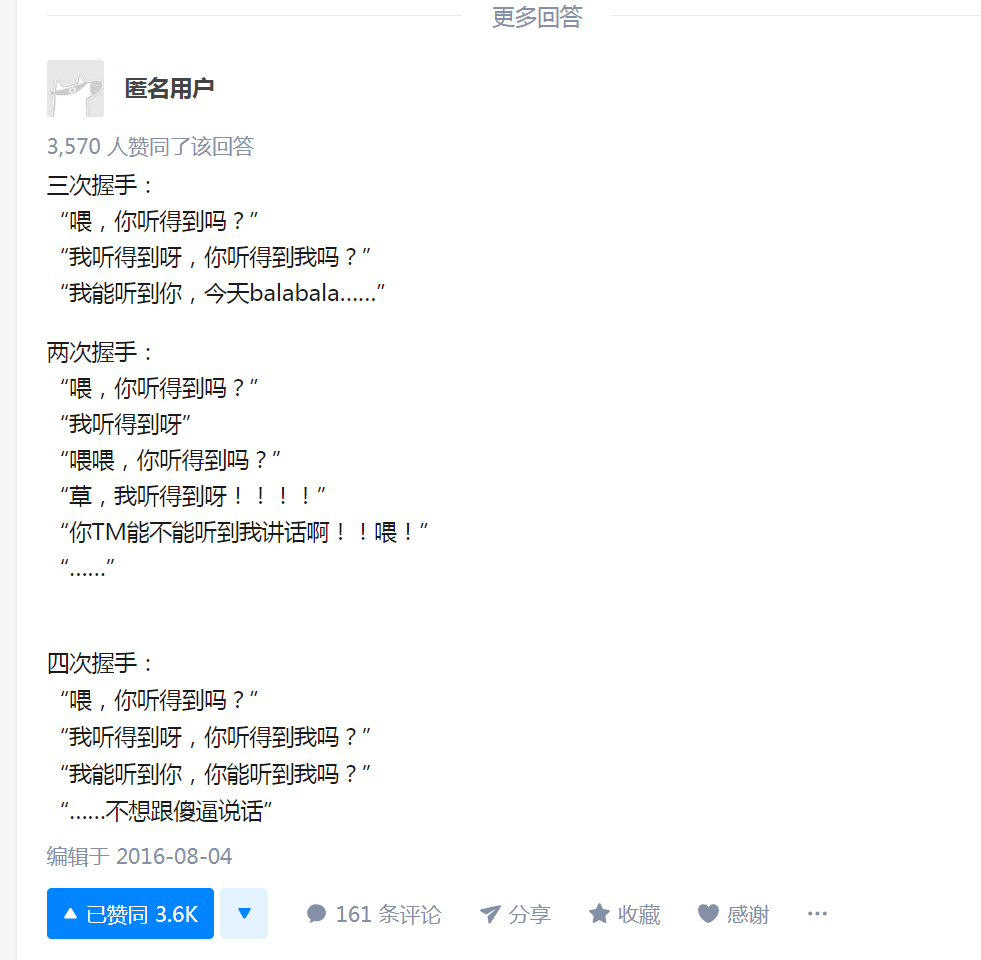 更多回答
匿名用户
3,570 人赞同了该回答
三次握手：
“喂，你听得到吗？”
“我听得到呀，你听得到我吗？”
“我能听到你，今天balabala……”
两次握手：
“喂，你听得到吗？”
“我听得到呀”
“喂喂，你听得到吗？”
“草，我听得到呀！！！！”
“你TM能不能听到我讲话啊！！喂！”
“……”
四次握手：
“喂，你听得到吗？”
“我听得到呀，你听得到我吗？”
“我能听到你，你能听到我吗？”
“……不想跟傻逼说话”
编辑于 2016-08-04
已赞同 3.6K 161 条评论 分享 收藏 感谢 ···